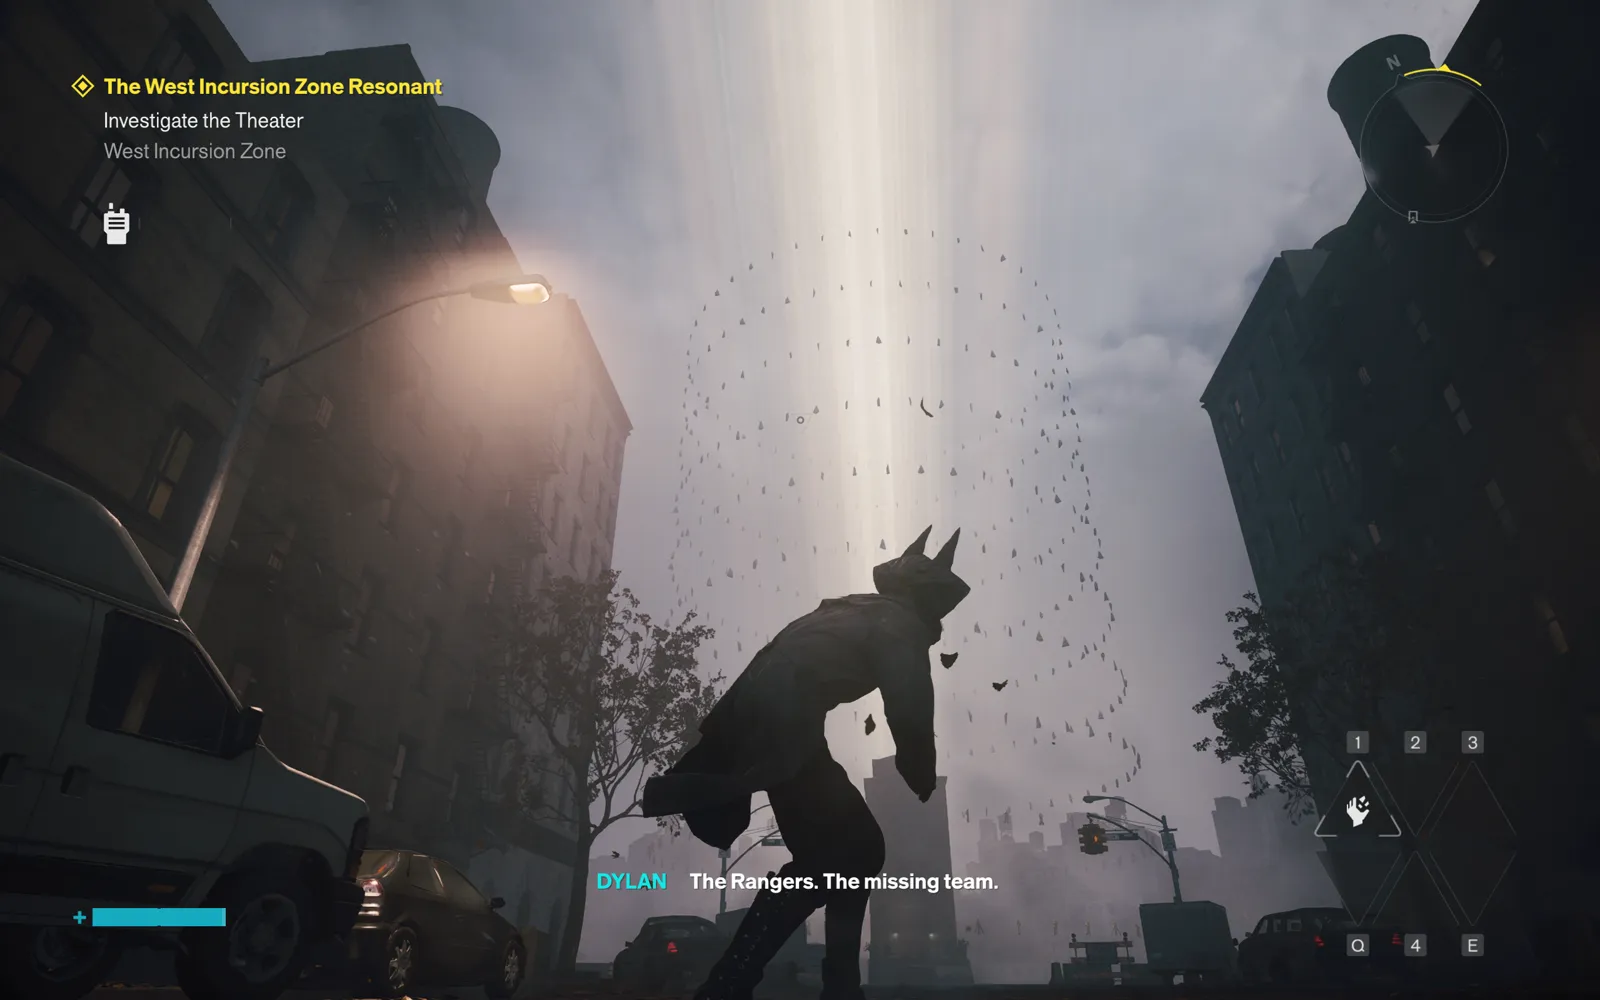 The West Incursion Zone Resonant
Investigate the Theater
West Incursion Zone
N
1 2 3
DYLAN The Rangers. The missing team.
Q 4 E